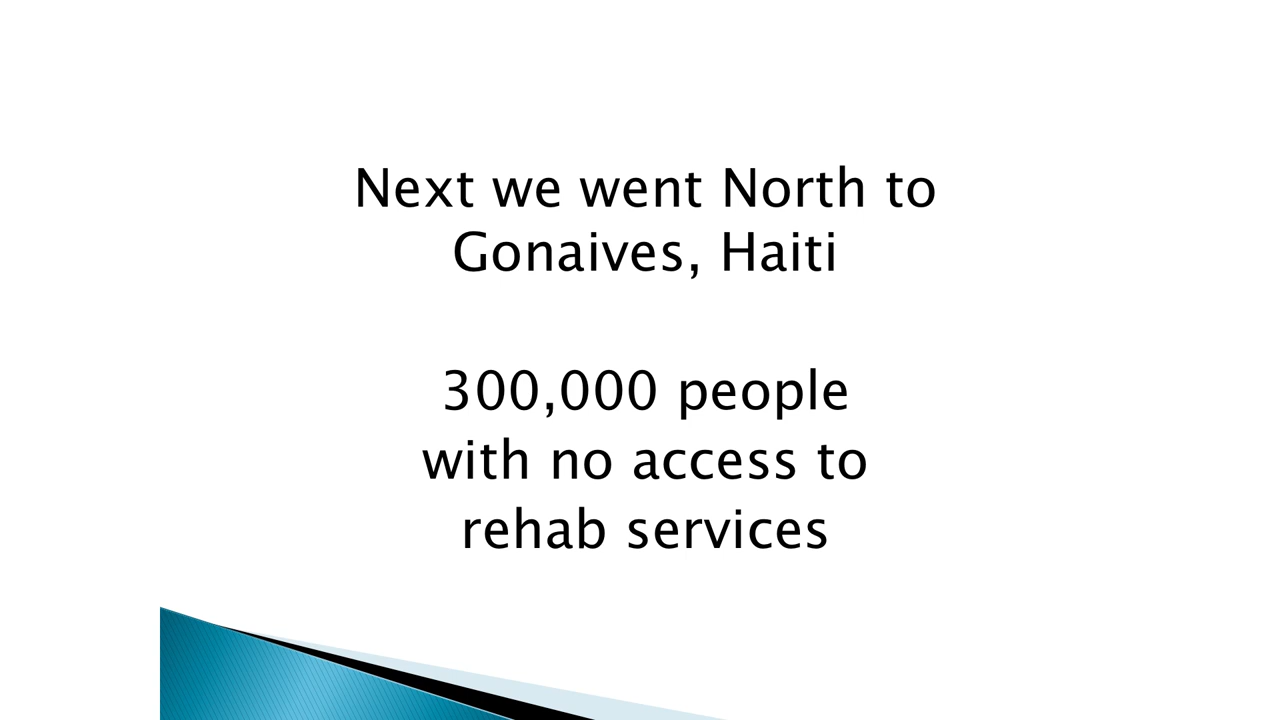 Next we went North to
Gonaives, Haiti
300,000 people
with no access to
rehab services